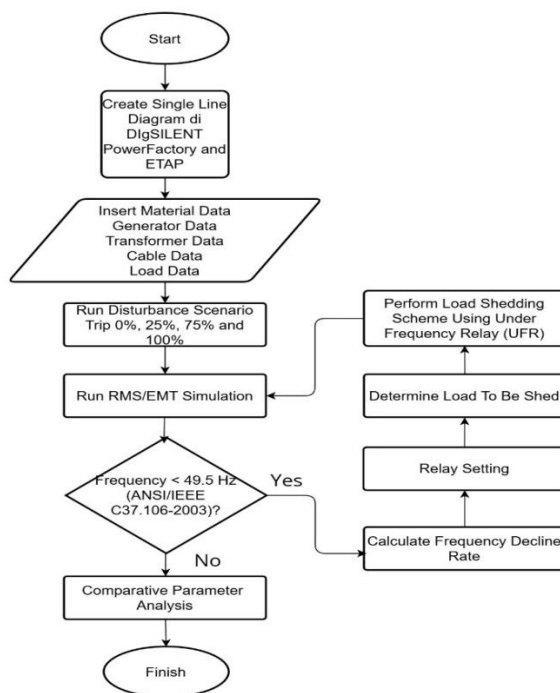 Start
Create Single Line
Diagram di
DIgSILENT
PowerFactory and
ETAP
Insert Material Data
Generator Data
Transformer Data
Cable Data
Load Data
Run Disturbance Scenario
Trip 0%, 25%, 75% and
100%
Run RMS/EMT Simulation
Frequency < 49.5 Hz
(ANSI/IEEE
C37.106-2003)?
Yes
No
Comparative Parameter
Analysis
Finish
Perform Load Shedding
Scheme Using Under
Frequency Relay (UFR)
Determine Load To Be Shed
Relay Setting
Calculate Frequency Decline
Rate